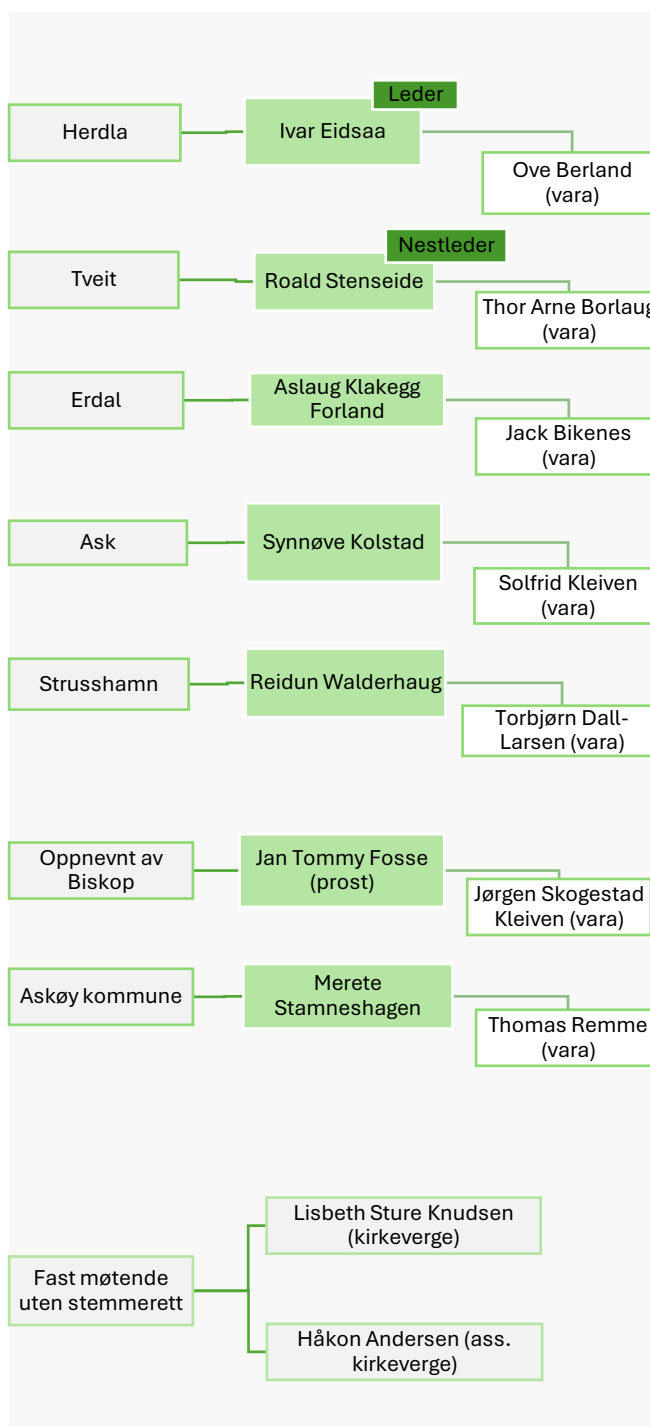 Leder
Herdla
Ivar Eidsaa
Ove Berland
(vara)
Nestleder
Tveit
Roald Stenseide
Thor Arne Borlaug
(vara)
Erdal
Aslaug Klakegg
Forland
Jack Bikenes
(vara)
Ask
Synnøve Kolstad
Solfrid Kleiven
(vara)
Strusshamn
Reidun Walderhaug
Torbjørn Dall-
Larsen (vara)
Oppnevnt av
Biskop
Jan Tommy Fosse
(prost)
Jørgen Skogestad
Kleiven (vara)
Askøy kommune
Merete
Stamneshagen
Thomas Remme
(vara)
Fast møtende
uten stemmerett
Lisbeth Sture Knudsen
(kirkeverge)
Håkon Andersen (ass.
kirkeverge)